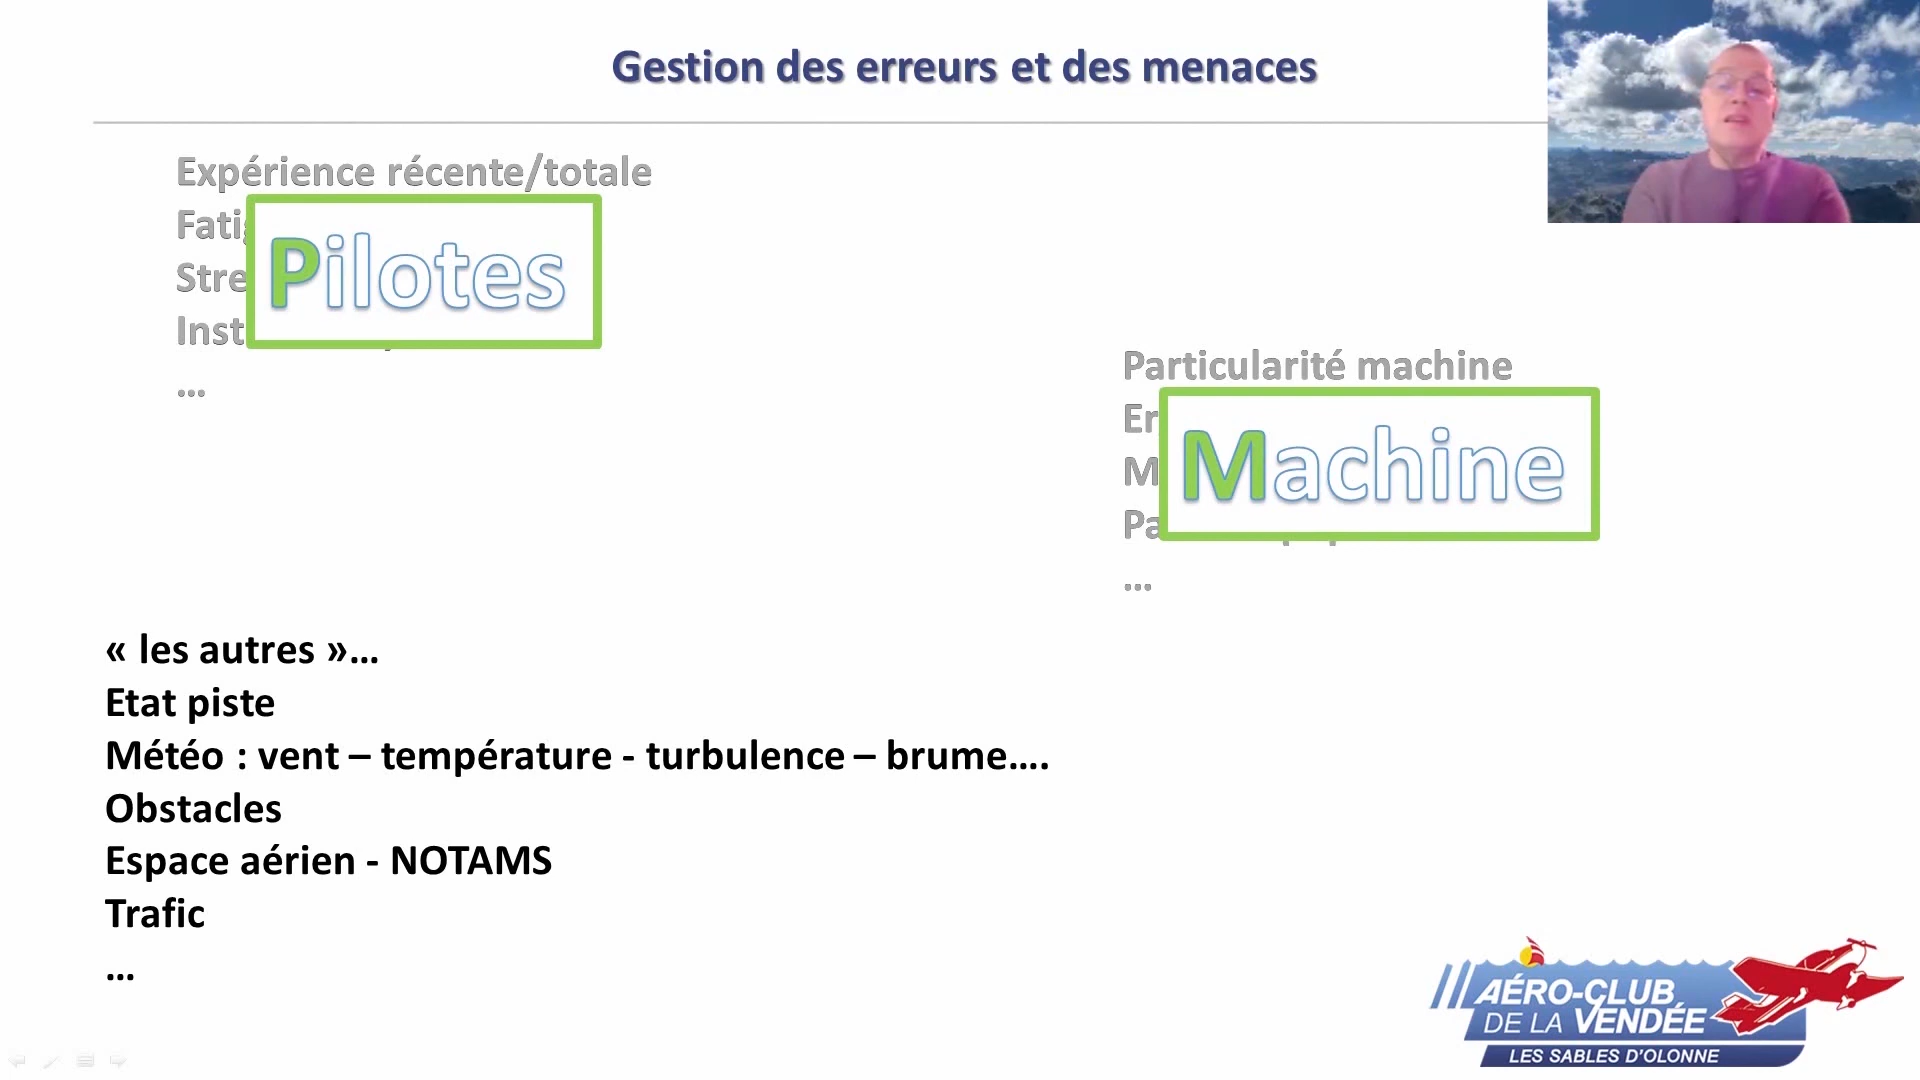 Gestion des erreurs et des menaces
Expérience récente/totale
Pilotes
…
Particularité machine
Machine
…
« les autres »…
Etat piste
Météo : vent – température - turbulence – brume….
Obstacles
Espace aérien - NOTAMS
Trafic
…
AÉRO-CLUB
DE LA VENDÉE
LES SABLES D'OLONNE